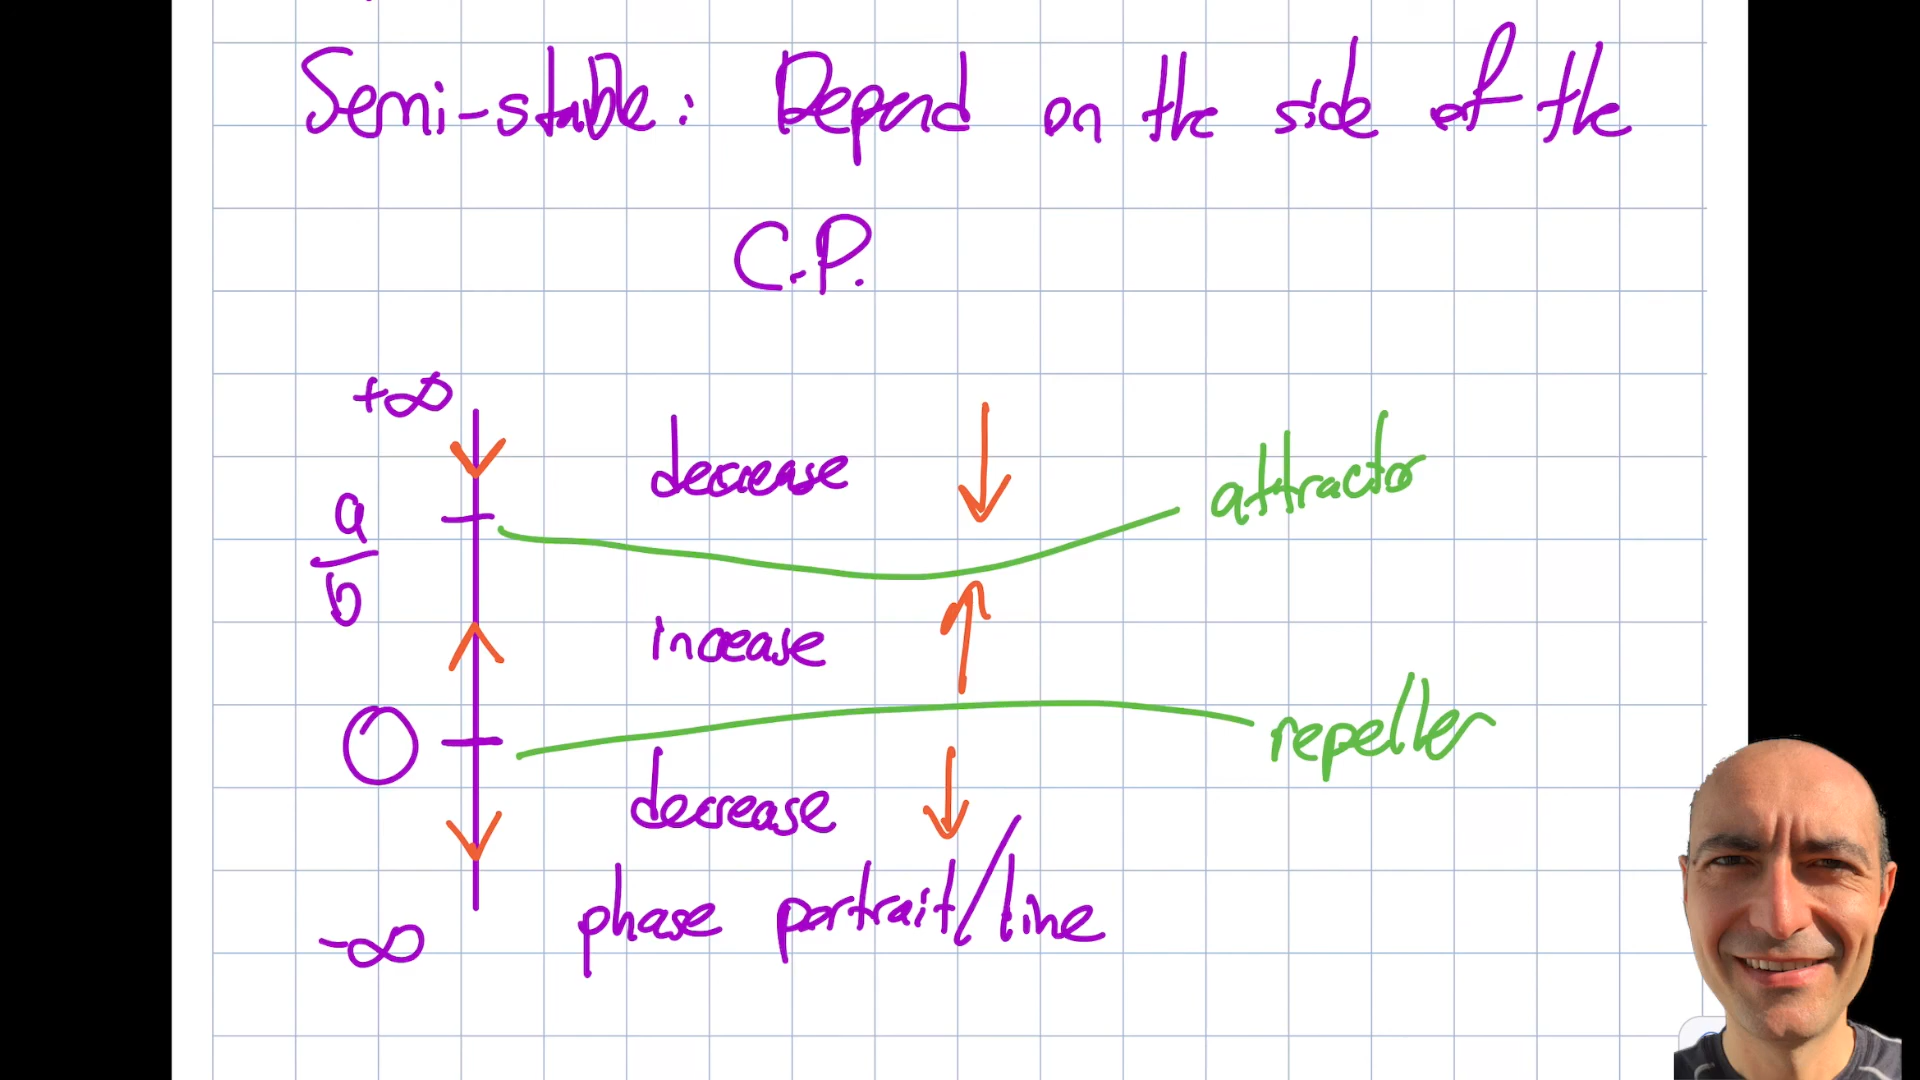 Semi-stable: Depend on the side of the
C.P.
+∞
decrease
attractor
a
b
increase
0
repeller
decrease
phase portrait/line
-∞